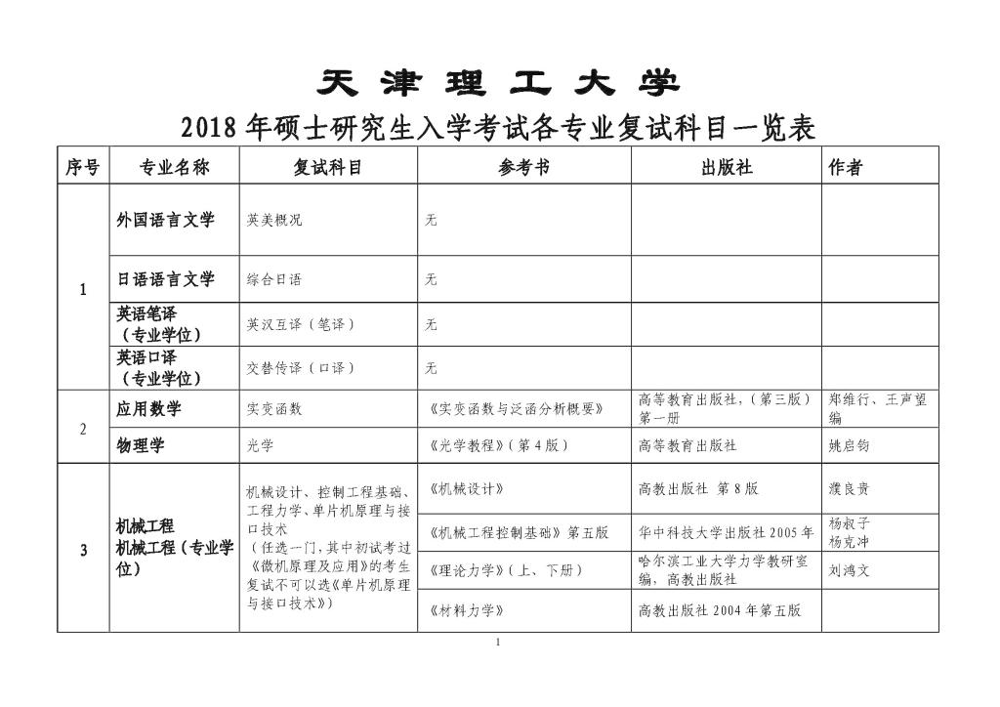 天津理工大学
2018年硕士研究生入学考试各专业复试科目一览表
序号 专业名称 复试科目 参考书 出版社 作者
1
外国语言文学 英美概况 无
日语语言文学 综合日语 无
英语笔译
（专业学位） 英汉互译（笔译） 无
英语口译
（专业学位） 交替传译（口译） 无
2
应用数学 实变函数 《实变函数与泛函分析概要》
高等教育出版社,（第三版）
第一册
郑维行、王声望
编
物理学 光学 《光学教程》（第4版） 高等教育出版社 姚启钧
3
机械工程
机械工程（专业学
位）
机械设计、控制工程基础、
工程力学、单片机原理与接
口技术
（任选一门,其中初试考过
《微机原理及应用》的考生
复试不可以选《单片机原理
与接口技术》）
《机械设计》 高教出版社 第8版 濮良贵
《机械工程控制基础》第五版 华中科技大学出版社2005年
杨叔子
杨克冲
《理论力学》（上、下册）
哈尔滨工业大学力学教研室
编，高教出版社
刘鸿文
《材料力学》 高教出版社2004年第五版
1